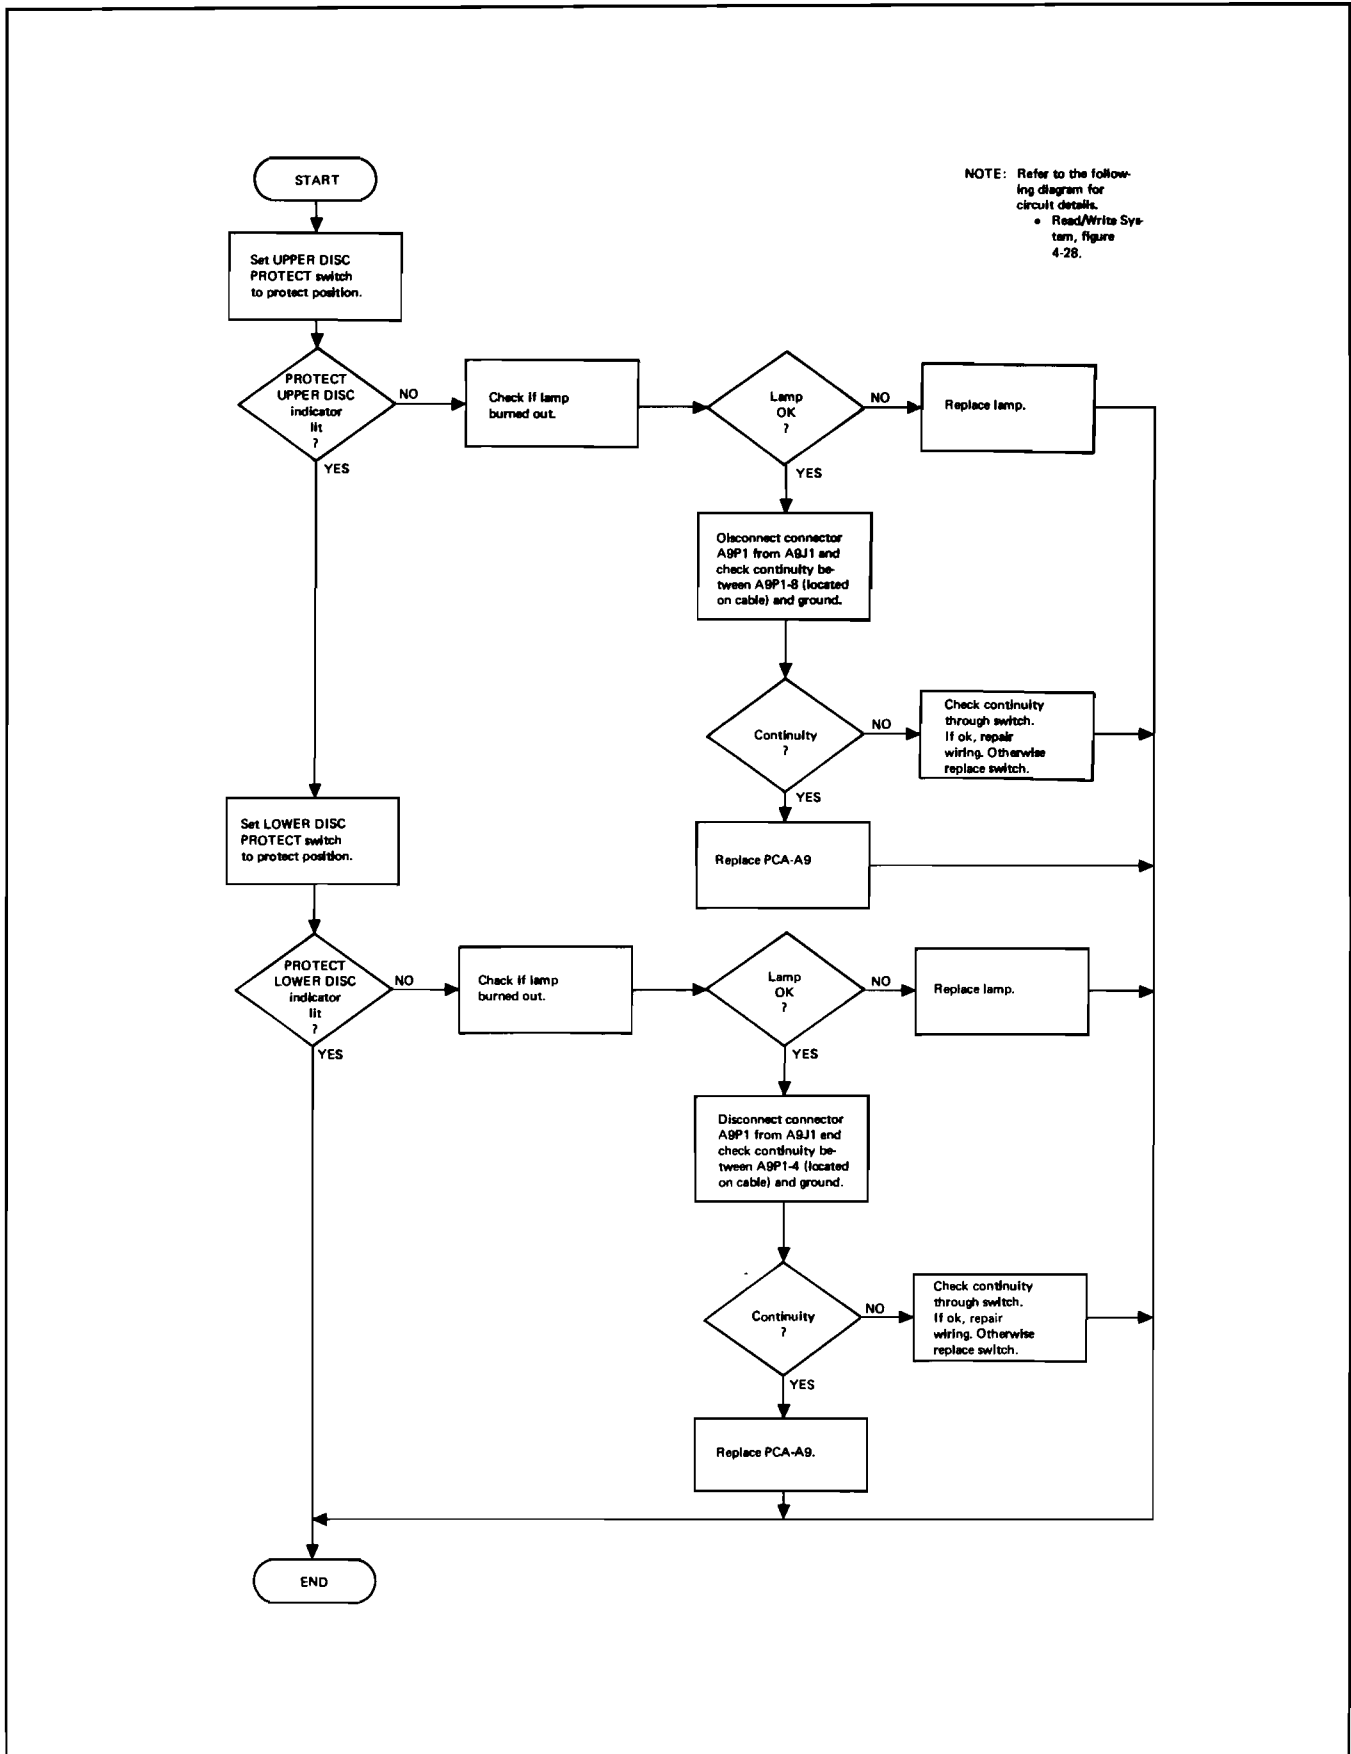 START
NOTE: Refer to the follow-
ing diagram for
circuit details.
• Read/Write Sys-
tem, figure
4-28.
Set UPPER DISC
PROTECT switch
to protect position.
PROTECT
UPPER DISC
indicator
lit
?
NO
YES
Check if lamp
burned out.
Lamp
OK
?
NO
YES
Replace lamp.
Disconnect connector
A9P1 from A9J1 and
check continuity be-
tween A9P1-8 (located
on cable) and ground.
Continuity
?
NO
YES
Check continuity
through switch.
If ok, repair
wiring. Otherwise
replace switch.
Replace PCA-A9
Set LOWER DISC
PROTECT switch
to protect position.
PROTECT
LOWER DISC
indicator
lit
?
NO
YES
Check if lamp
burned out.
Lamp
OK
?
NO
YES
Replace lamp.
Disconnect connector
A9P1 from A9J1 and
check continuity be-
tween A9P1-4 (located
on cable) and ground.
Continuity
?
NO
YES
Check continuity
through switch.
If ok, repair
wiring. Otherwise
replace switch.
Replace PCA-A9.
END